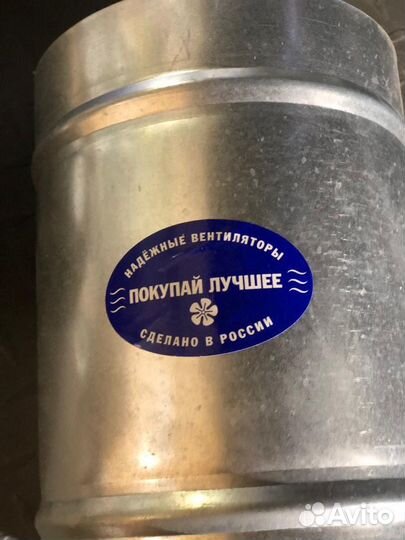 НАДЁЖНЫЕ ВЕНТИЛЯТОРЫ
ПОКУПАЙ ЛУЧШЕЕ
СДЕЛАНО В РОССИИ
Avito